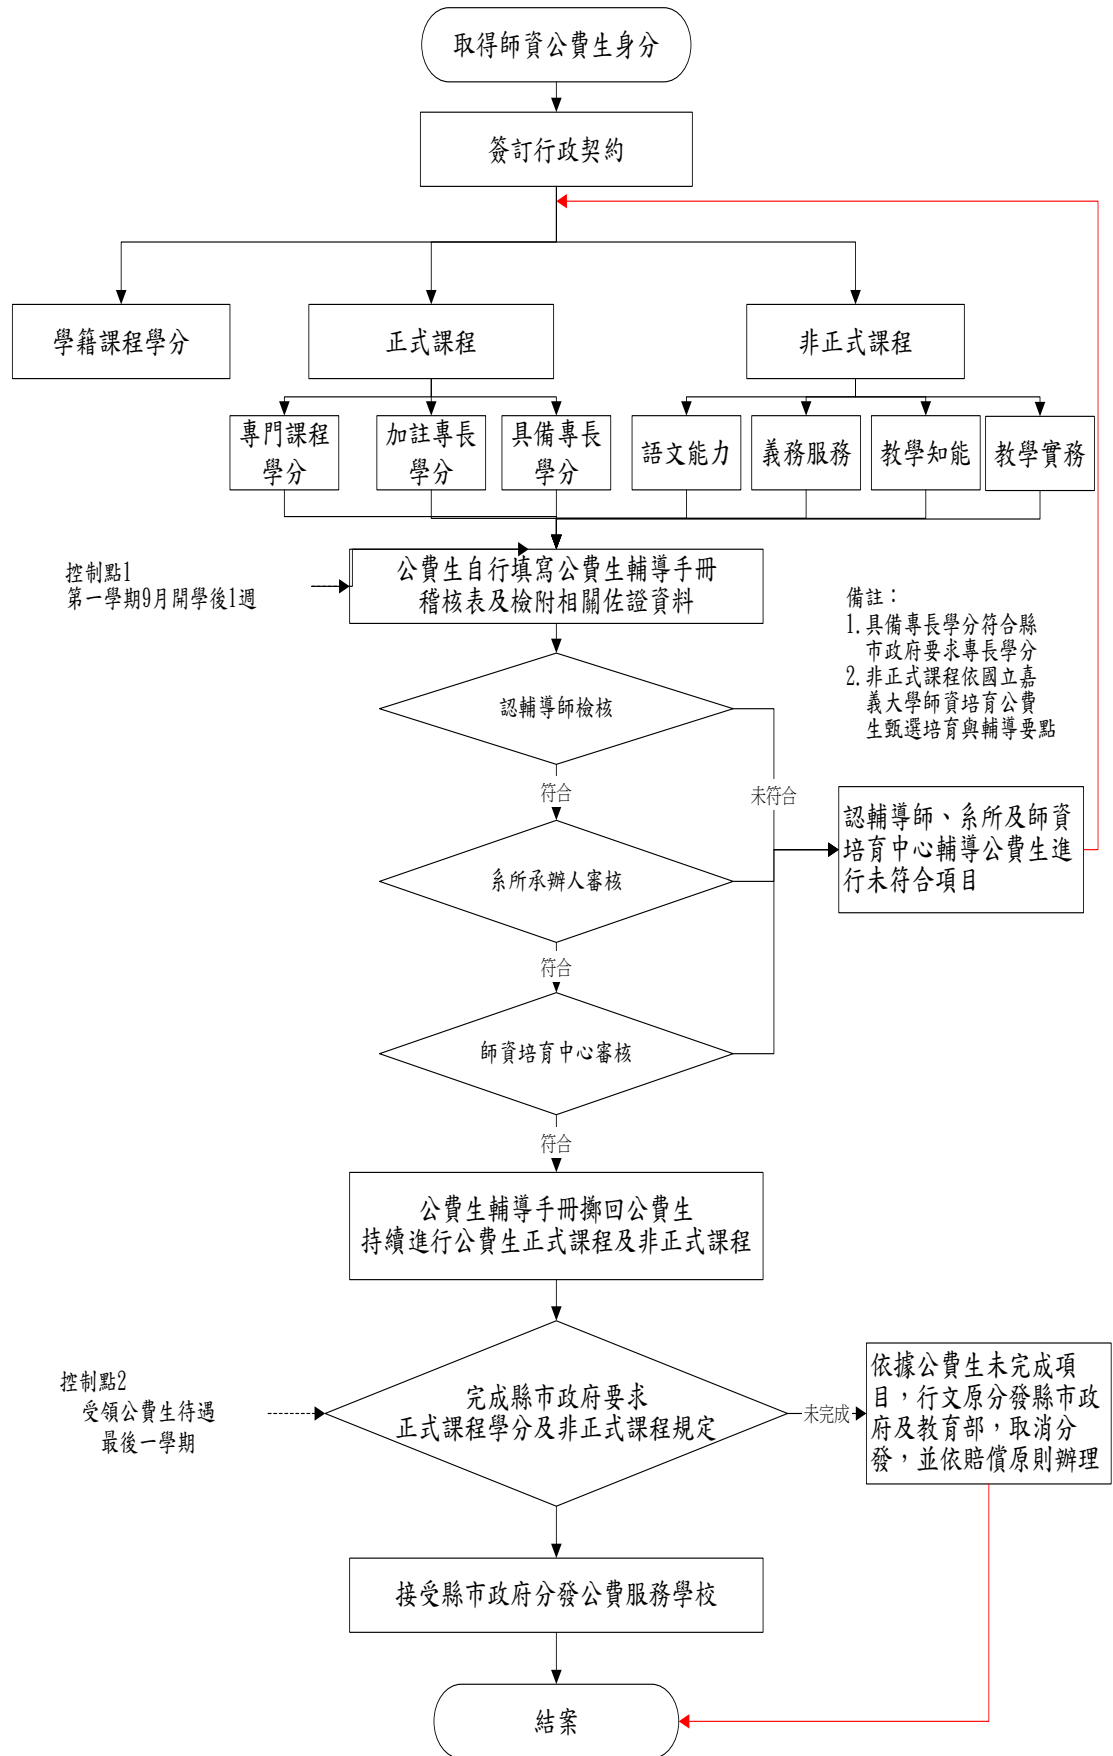 取得師資公費生身分
簽訂行政契約
學籍課程學分
正式課程
非正式課程
專門課程
學分
加註專長
學分
具備專長
學分
語文能力
義務服務
教學知能
教學實務
控制點1
第一學期9月開學後1週
公費生自行填寫公費生輔導手冊
稽核表及檢附相關佐證資料
備註：
1. 具備專長學分符合縣
市政府要求專長學分
2. 非正式課程依國立嘉
義大學師資培育公費
生甄選培育與輔導要點
認輔導師檢核
符合
未符合
認輔導師、系所及師資
培育中心輔導公費生進
行未符合項目
系所承辦人審核
符合
師資培育中心審核
符合
公費生輔導手冊擲回公費生
持續進行公費生正式課程及非正式課程
控制點2
受領公費生待遇
最後一學期
完成縣市政府要求
正式課程學分及非正式課程規定
未完成
依據公費生未完成項
目，行文原分發縣市政
府及教育部，取消分
發，並依賠償原則辦理
接受縣市政府分發公費服務學校
結案